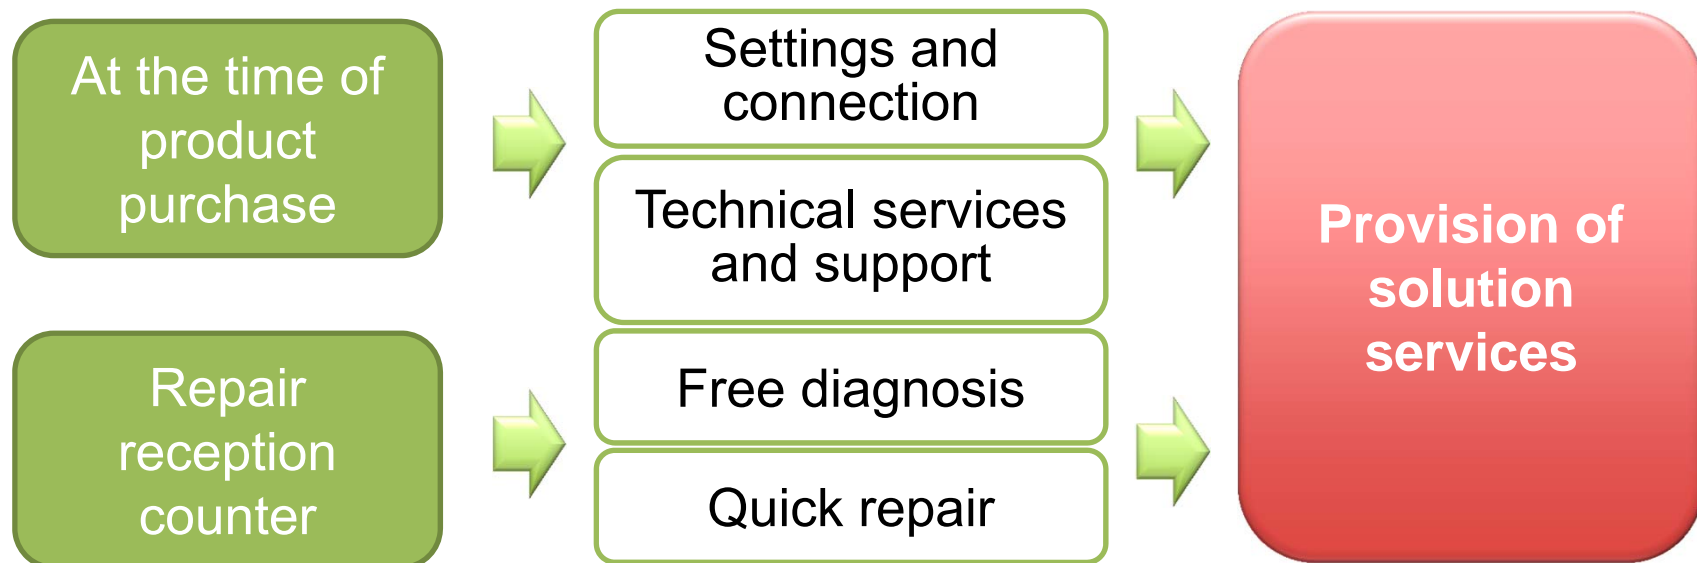 At the time of
product
purchase
Settings and
connection
Technical services
and support
Repair
reception
counter
Free diagnosis
Quick repair
Provision of
solution
services